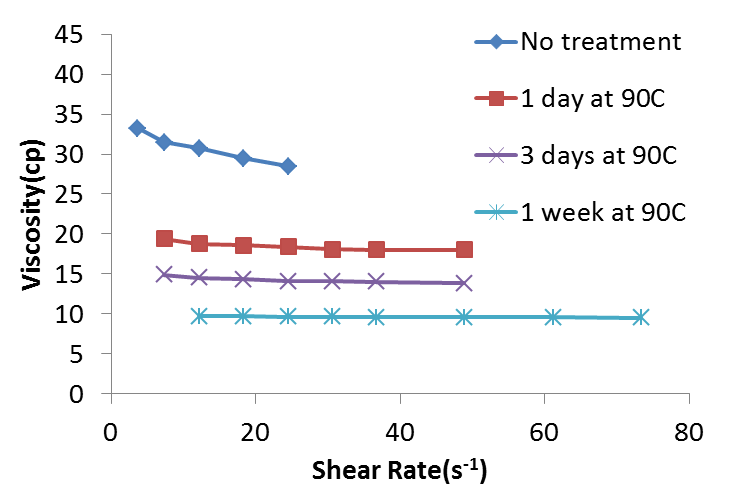 45
40
35
30
25
20
15
10
5
0
Viscosity(cp)
No treatment
1 day at 90C
3 days at 90C
1 week at 90C
0 20 40 60 80
Shear Rate(s⁻¹)